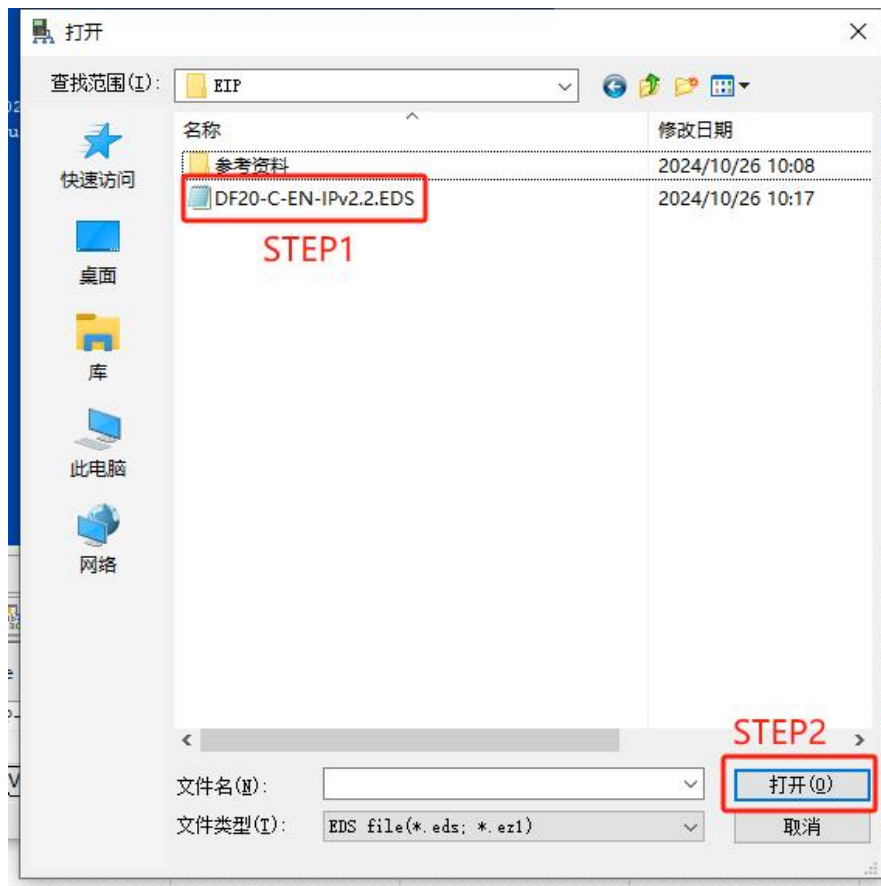 打开
查找范围(I):
EIP
名称
修改日期
参考资料
2024/10/26 10:08
DF20-C-EN-IPv2.2.EDS
2024/10/26 10:17
STEP1
快速访问
桌面
库
此电脑
网络
STEP2
文件名(N):
打开(O)
文件类型(T):
EDS file(*.eds; *.ez1)
取消